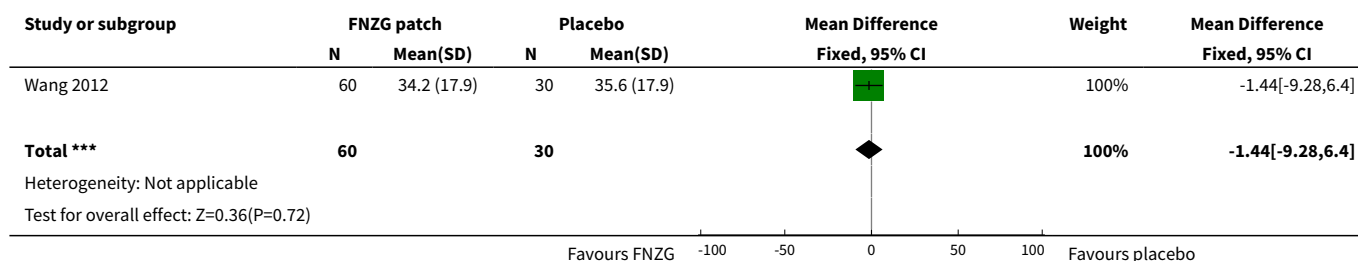 Study or subgroup FNZG patch Placebo Mean Difference Weight Mean Difference
N Mean(SD) N Mean(SD) Fixed, 95% CI Fixed, 95% CI
Wang 2012 60 34.2 (17.9) 30 35.6 (17.9) 100% -1.44[-9.28,6.4]
Total *** 60 30 100% -1.44[-9.28,6.4]
Heterogeneity: Not applicable
Test for overall effect: Z=0.36(P=0.72)
Favours FNZG -100 -50 0 50 100 Favours placebo